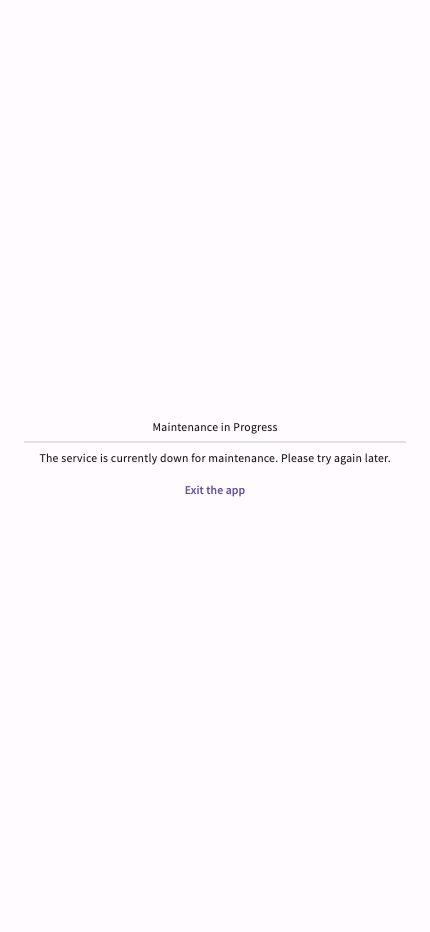 Maintenance in Progress
The service is currently down for maintenance. Please try again later.
Exit the app